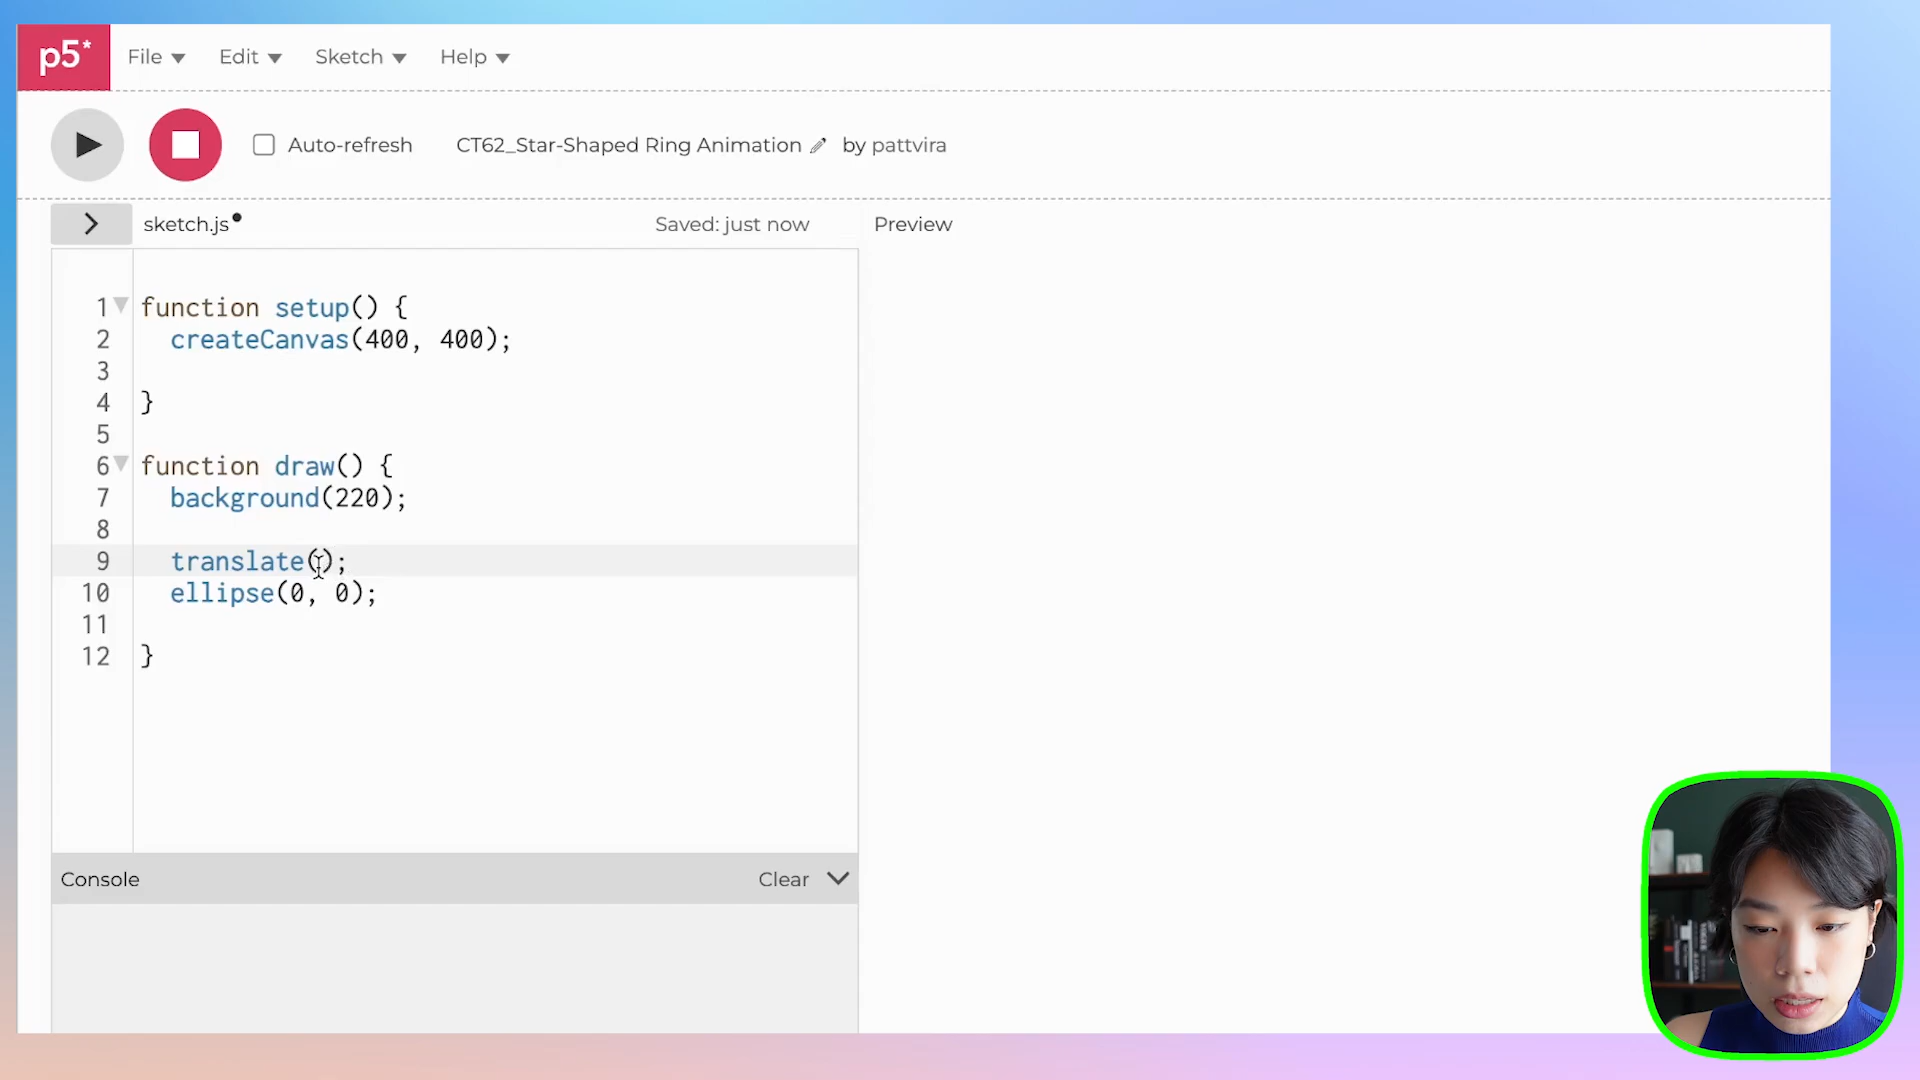 p5* File Edit Sketch Help
Auto-refresh CT62_Star-Shaped Ring Animation by pattvira
sketch.js Saved: just now Preview
1 function setup() {
2 createCanvas(400, 400);
3
4 }
5
6 function draw() {
7 background(220);
8
9 translate();
10 ellipse(0, 0);
11
12 }
Console Clear